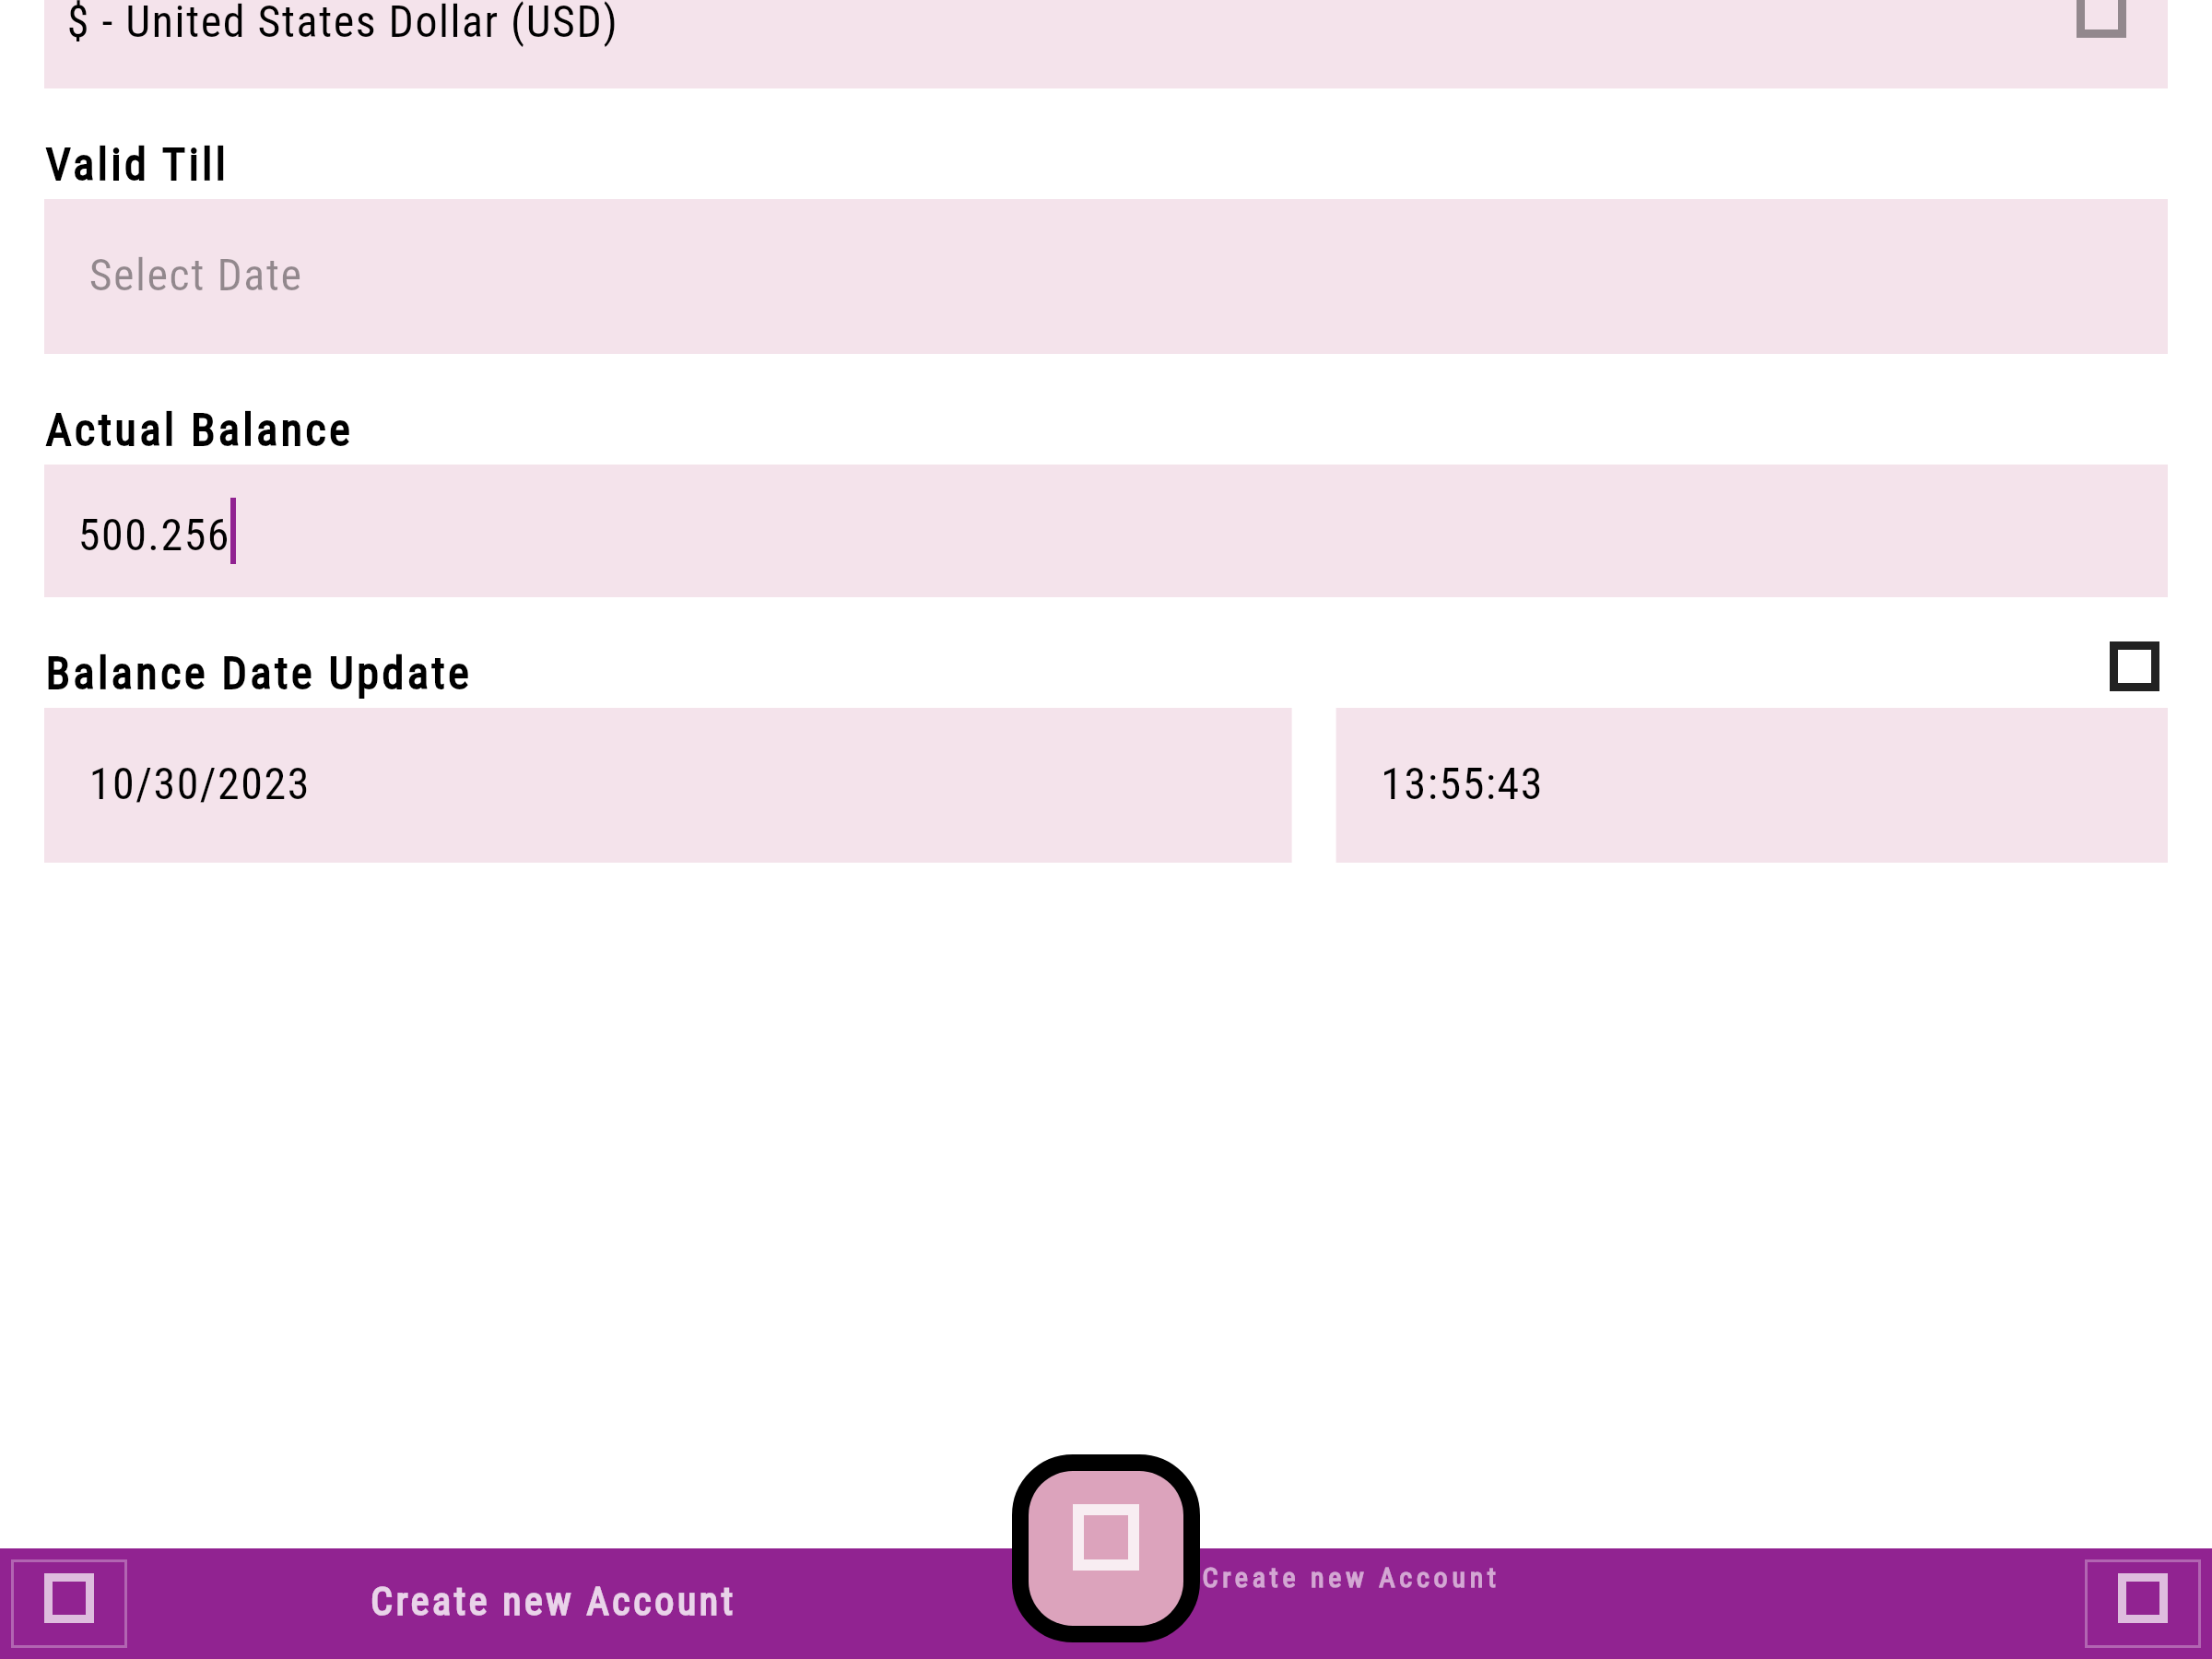 $ - United States Dollar (USD)
Valid Till
Select Date
Actual Balance
500.256
Balance Date Update
10/30/2023
13:55:43
Create new Account
Create new Account